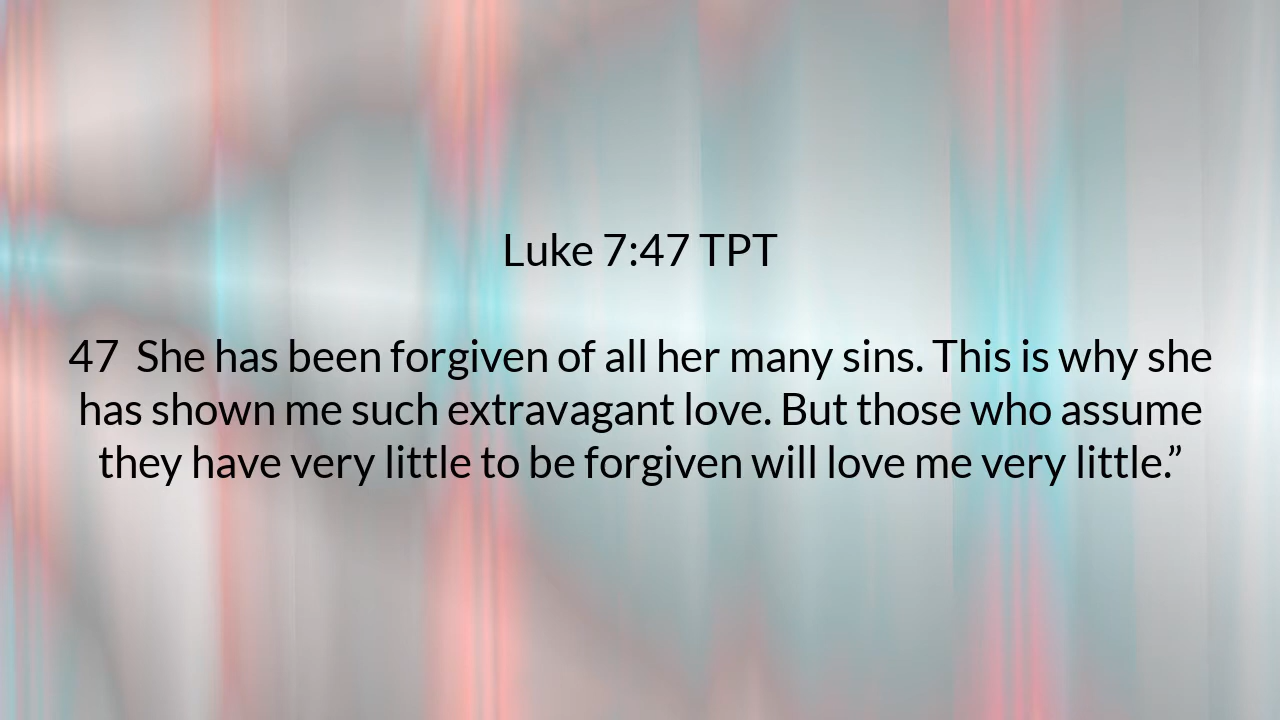 Luke 7:47 TPT
47  She has been forgiven of all her many sins. This is why she
has shown me such extravagant love. But those who assume
they have very little to be forgiven will love me very little.”